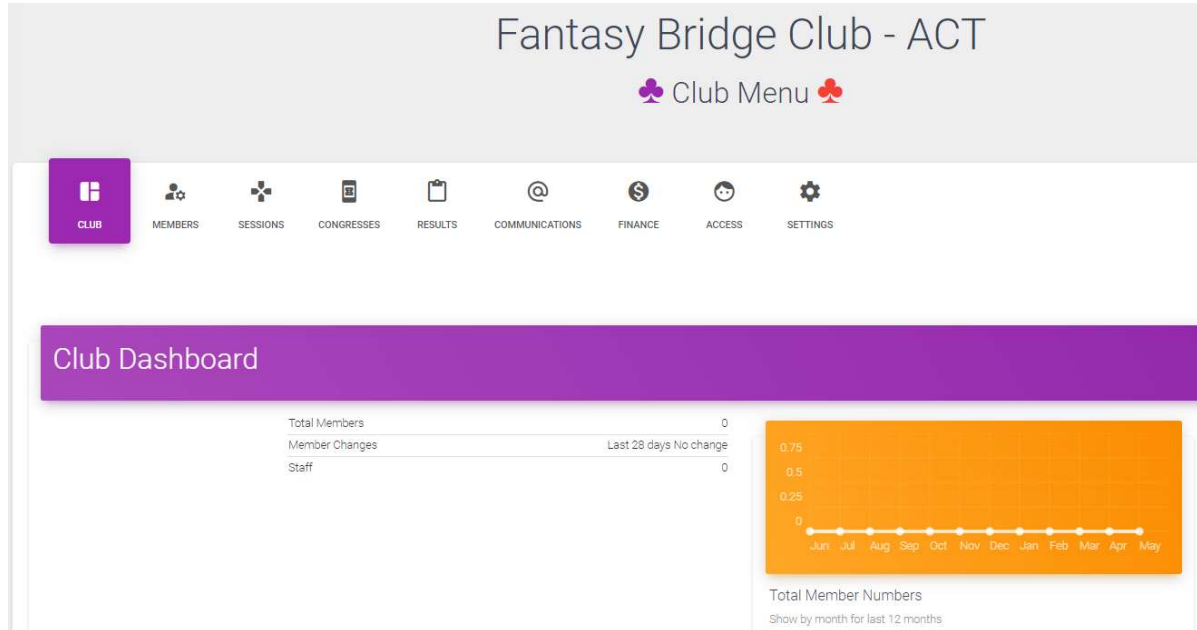 Fantasy Bridge Club - ACT
Club Menu
CLUB MEMBERS SESSIONS CONGRESSES RESULTS COMMUNICATIONS FINANCE ACCESS SETTINGS
Club Dashboard
Total Members 0
Member Changes Last 28 days No change
Staff 0
0.75
0.5
0.25
0
Jun Jul Aug Sep Oct Nov Dec Jan Feb Mar Apr May
Total Member Numbers
Show by month for last 12 months